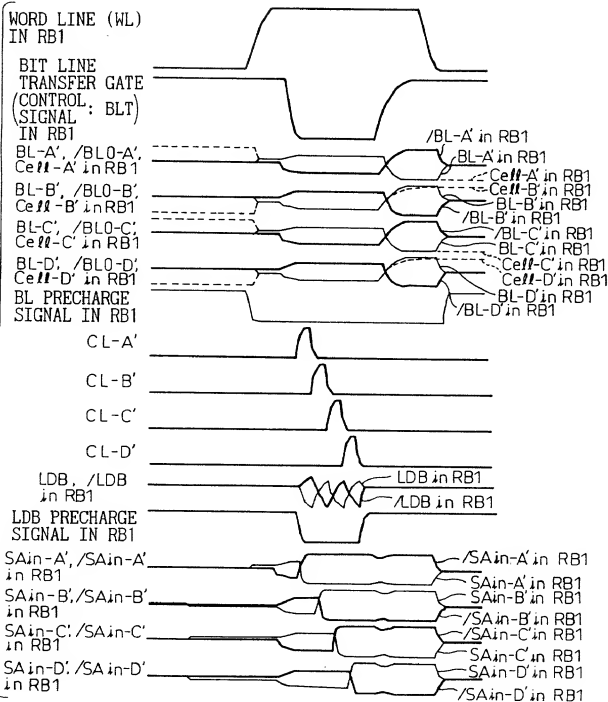 WORD LINE (WL)
IN RB1
BIT LINE
TRANSFER GATE
(CONTROL SIGNAL : BLT)
IN RB1
BL-A', /BL0-A',
Cell-A' in RB1
/BL-A' in RB1
BL-A' in RB1
Cell-A' in RB1
BL-B', /BL0-B',
Cell-B' in RB1
Cell-B' in RB1
BL-B' in RB1
/BL-B' in RB1
BL-C', /BL0-C',
Cell-C' in RB1
/BL-C' in RB1
BL-C' in RB1
Cell-C' in RB1
BL-D', /BL0-D',
Cell-D' in RB1
Cell-D' in RB1
BL-D' in RB1
/BL-D' in RB1
BL PRECHARGE
SIGNAL IN RB1
CL-A'
CL-B'
CL-C'
CL-D'
LDB, /LDB
in RB1
LDB in RB1
/LDB in RB1
LDB PRECHARGE
SIGNAL IN RB1
SAin-A', /SAin-A'
in RB1
/SAin-A' in RB1
SAin-A' in RB1
SAin-B', /SAin-B'
in RB1
SAin-B' in RB1
/SAin-B' in RB1
SAin-C', /SAin-C'
in RB1
/SAin-C' in RB1
SAin-C' in RB1
SAin-D', /SAin-D'
in RB1
SAin-D' in RB1
/SAin-D' in RB1